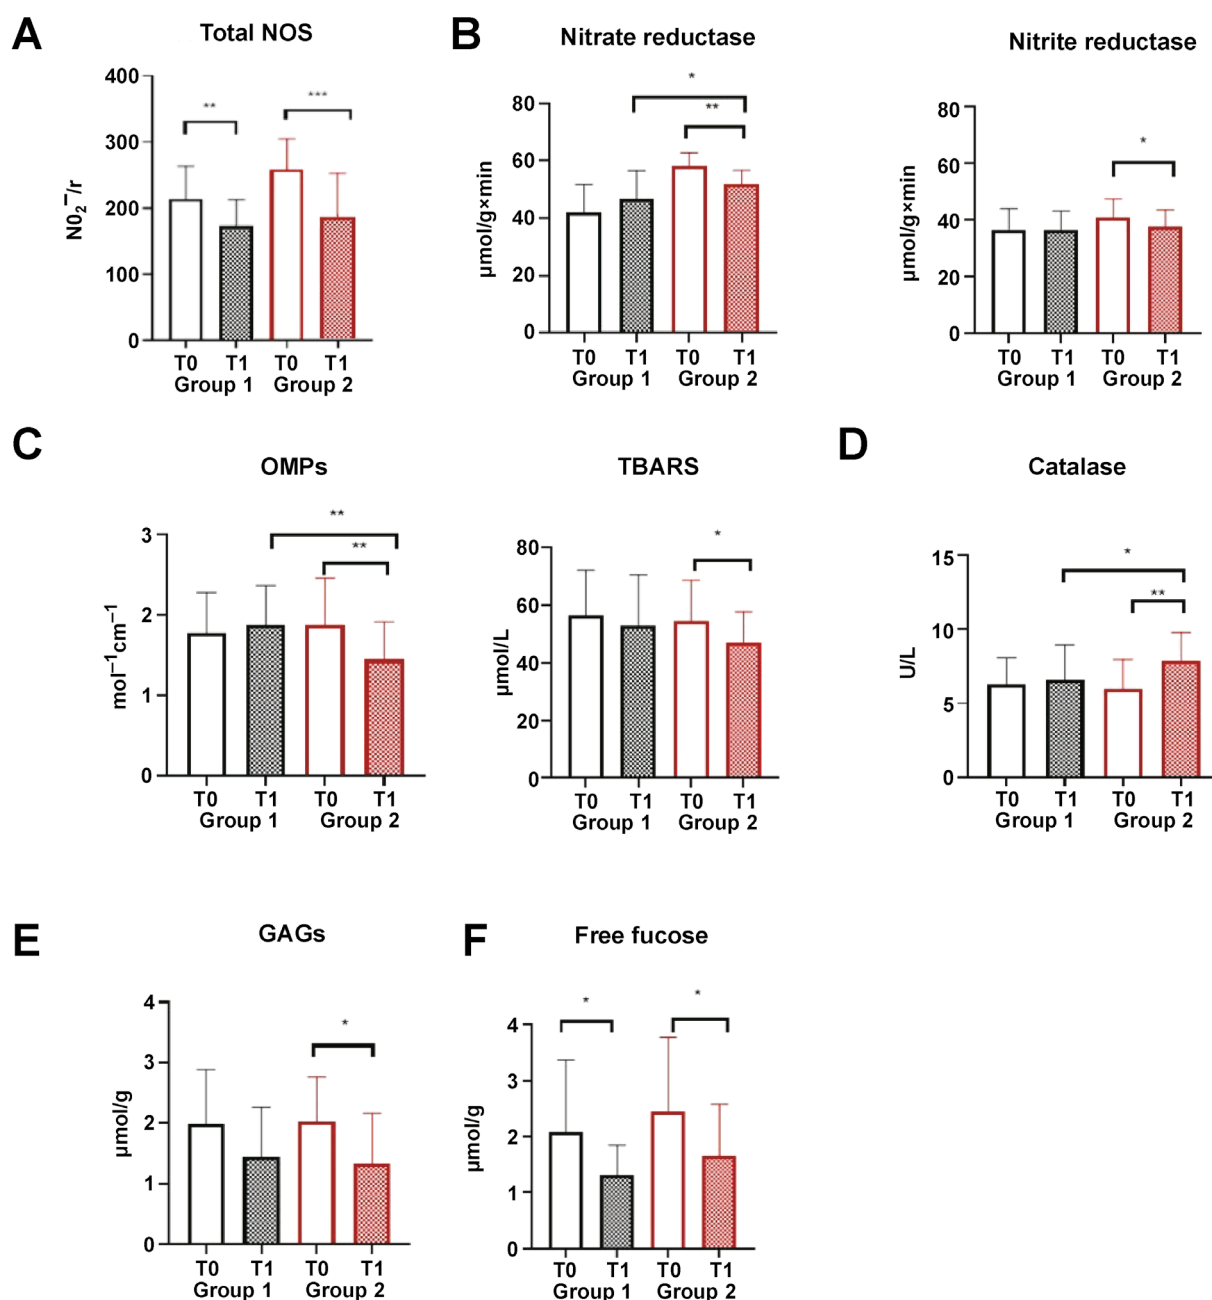 A
Total NOS
N0₂⁻/r
400
300
200
100
0
**
***
T0 T1 T0 T1
Group 1 Group 2
B
Nitrate reductase
µmol/g×min
80
60
40
20
0
*
**
T0 T1 T0 T1
Group 1 Group 2
Nitrite reductase
µmol/g×min
80
60
40
20
0
*
T0 T1 T0 T1
Group 1 Group 2
C
OMPs
mol⁻¹cm⁻¹
3
2
1
0
**
**
T0 T1 T0 T1
Group 1 Group 2
TBARS
µmol/L
80
60
40
20
0
*
T0 T1 T0 T1
Group 1 Group 2
D
Catalase
U/L
15
10
5
0
*
**
T0 T1 T0 T1
Group 1 Group 2
E
GAGs
µmol/g
4
3
2
1
0
*
T0 T1 T0 T1
Group 1 Group 2
F
Free fucose
µmol/g
4
3
2
1
0
*
*
T0 T1 T0 T1
Group 1 Group 2